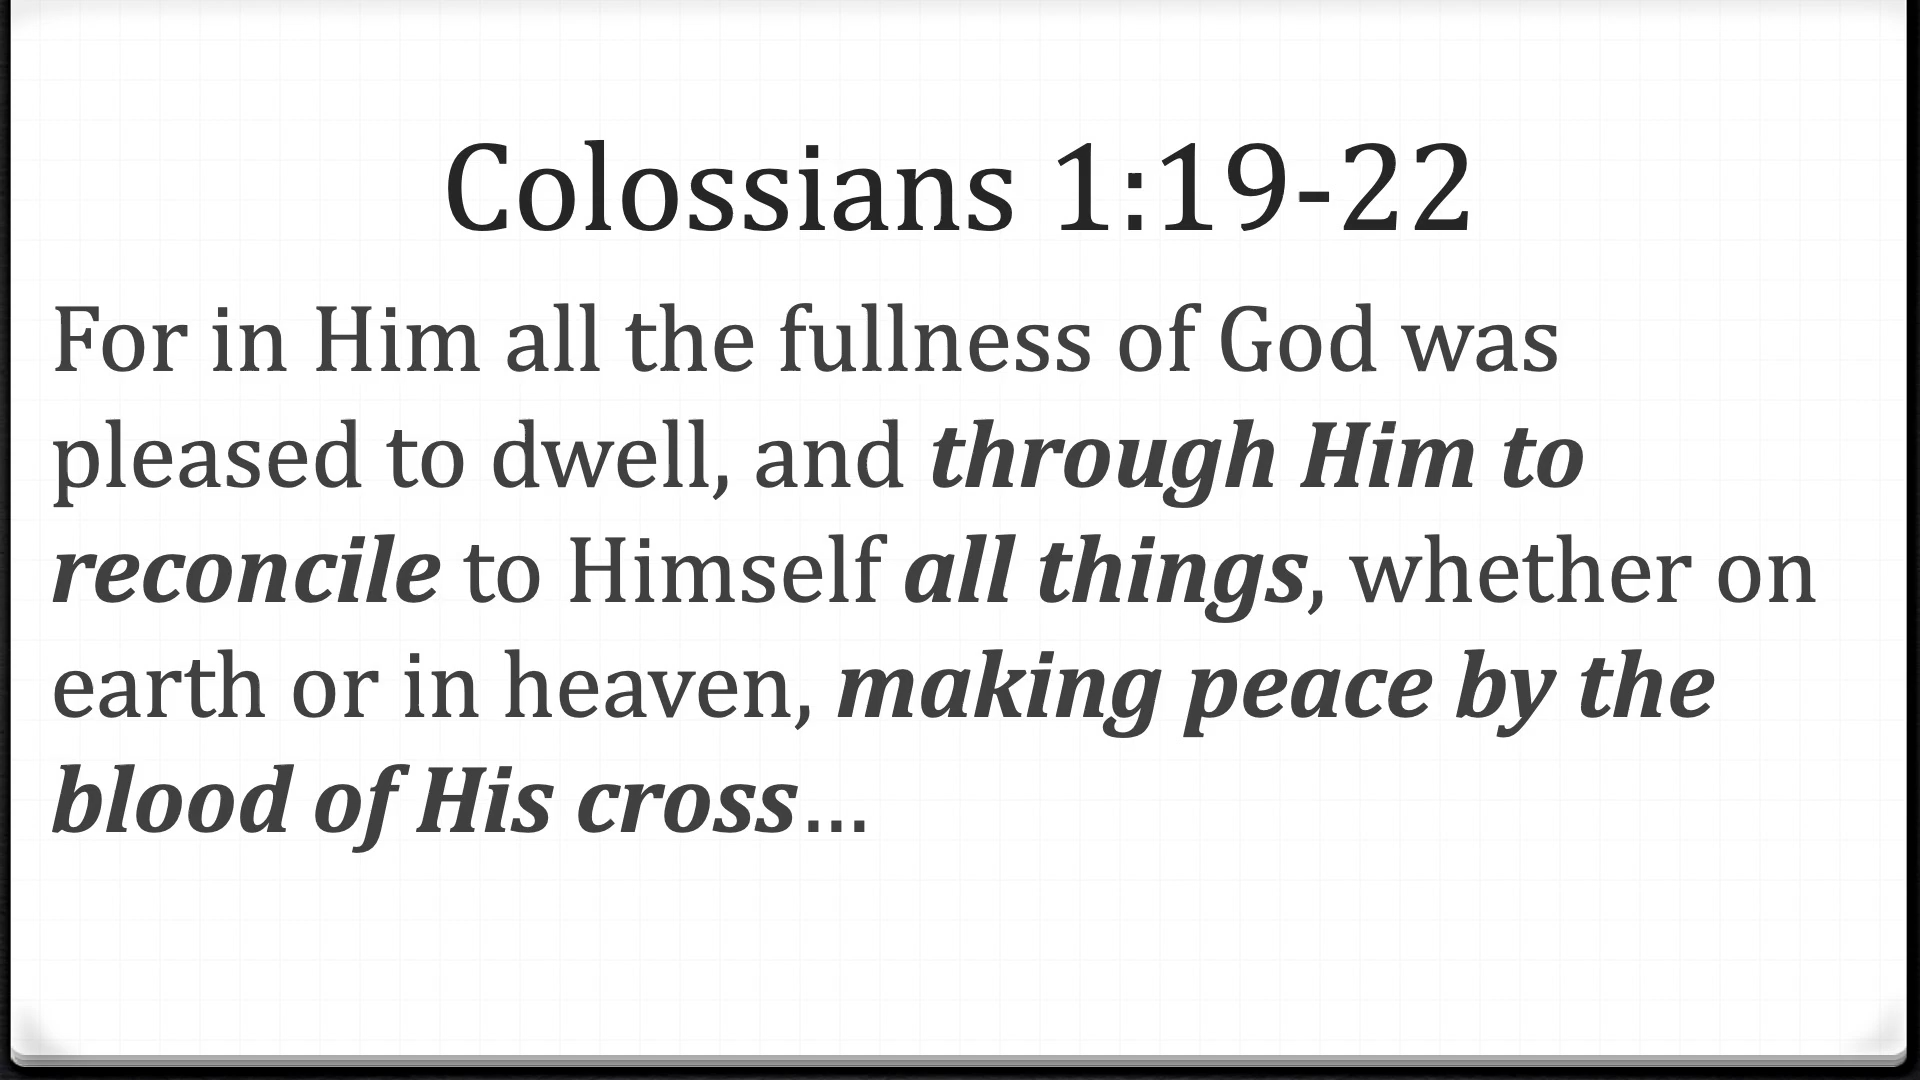 Colossians 1:19-22
For in Him all the fullness of God was
pleased to dwell, and through Him to
reconcile to Himself all things, whether on
earth or in heaven, making peace by the
blood of His cross…